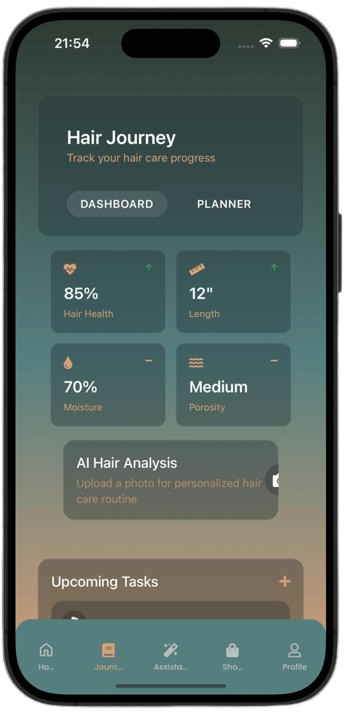 21:54
Hair Journey
Track your hair care progress
DASHBOARD PLANNER
85%
Hair Health
12"
Length
70%
Moisture
Medium
Porosity
AI Hair Analysis
Upload a photo for personalized hair
care routine
Upcoming Tasks +
Ho... Journ... Assista... Sho... Profile